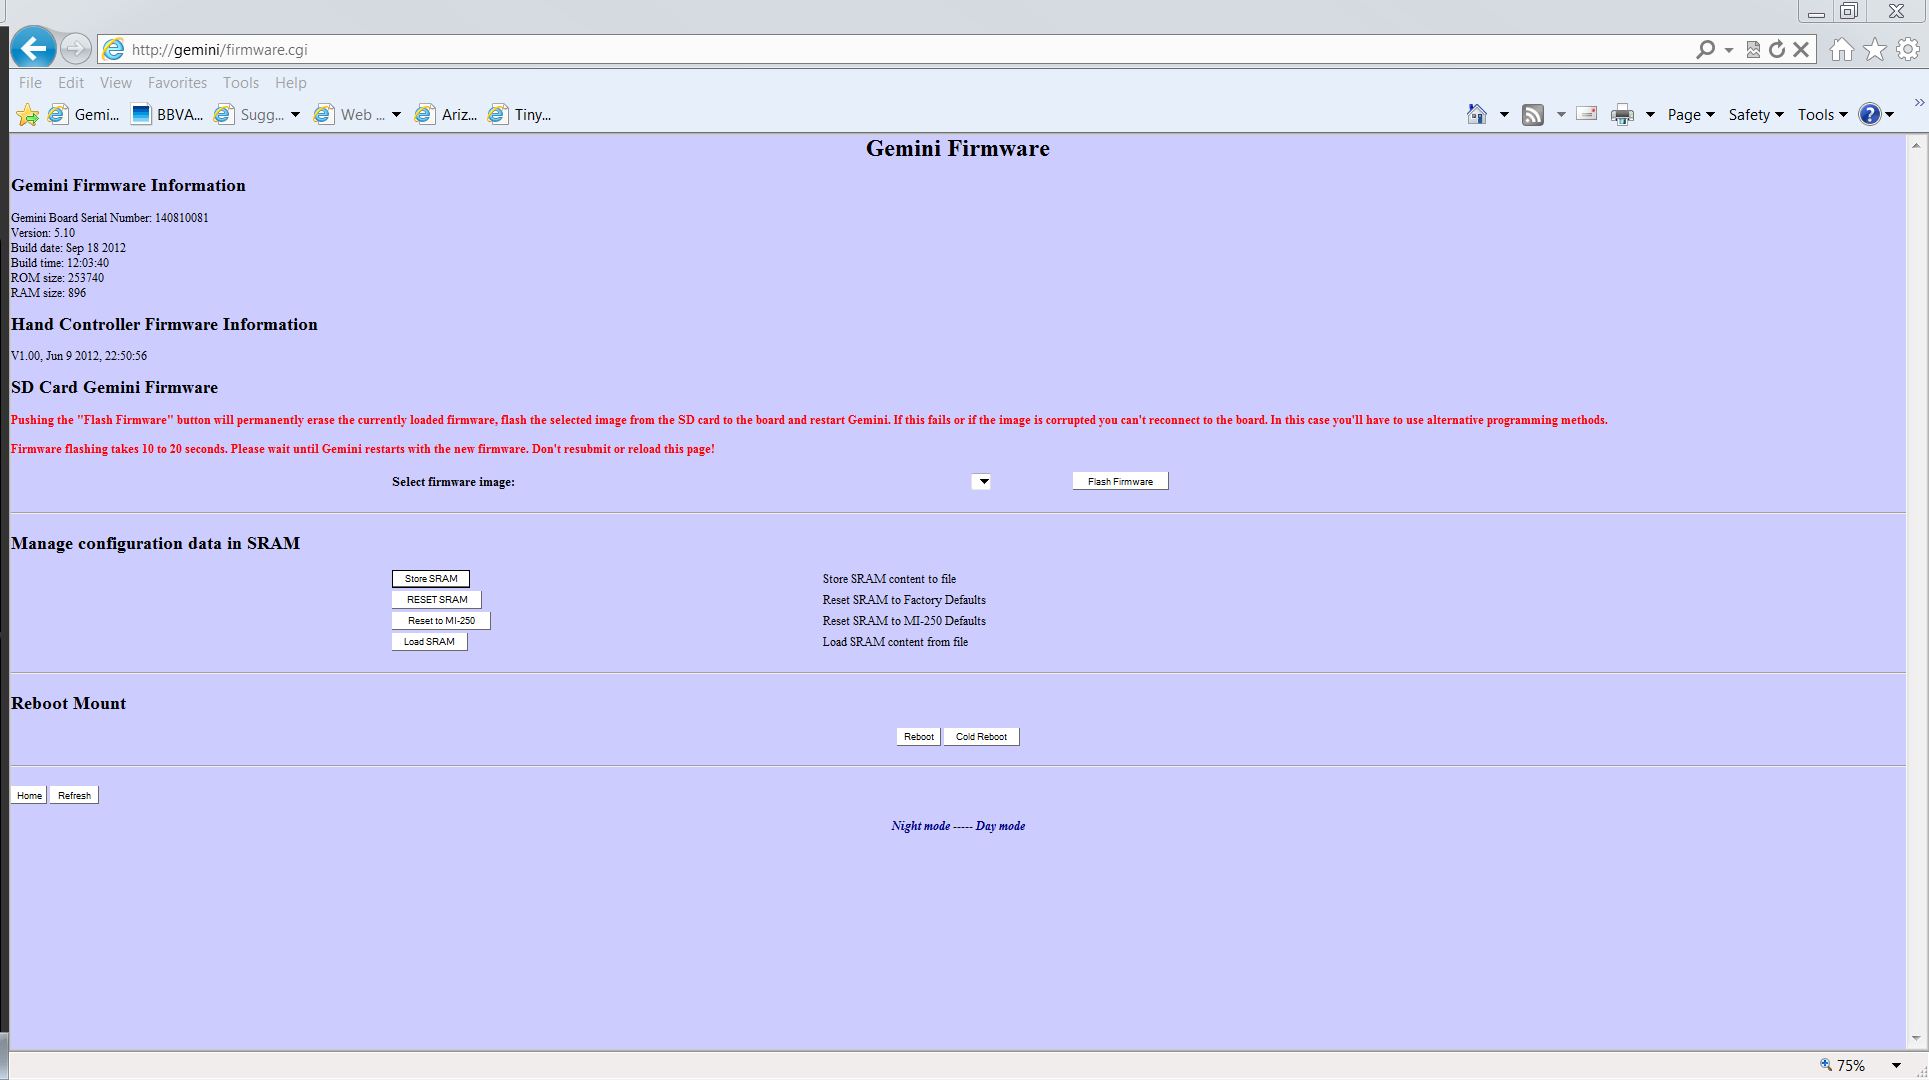 http://gemini/firmware.cgi
File Edit View Favorites Tools Help
Gemi... BBVA... Sugg... Web ... Ariz... Tiny... Page Safety Tools
Gemini Firmware
Gemini Firmware Information
Gemini Board Serial Number: 140810081
Version: 5.10
Build date: Sep 18 2012
Build time: 12:03:40
ROM size: 253740
RAM size: 896
Hand Controller Firmware Information
V1.00, Jun 9 2012, 22:50:56
SD Card Gemini Firmware
Pushing the "Flash Firmware" button will permanently erase the currently loaded firmware, flash the selected image from the SD card to the board and restart Gemini. If this fails or if the image is corrupted you can't reconnect to the board. In this case you'll have to use alternative programming methods.
Firmware flashing takes 10 to 20 seconds. Please wait until Gemini restarts with the new firmware. Don't resubmit or reload this page!
Select firmware image: Flash Firmware
Manage configuration data in SRAM
Store SRAM Store SRAM content to file
RESET SRAM Reset SRAM to Factory Defaults
Reset to MI-250 Reset SRAM to MI-250 Defaults
Load SRAM Load SRAM content from file
Reboot Mount
Reboot Cold Reboot
Home Refresh
Night mode ----- Day mode
75%